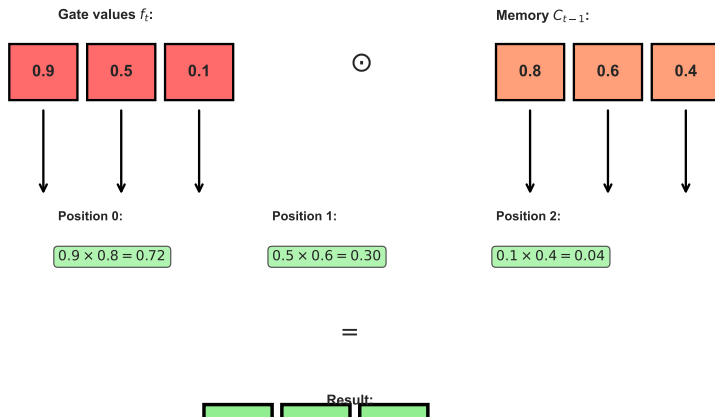 Gate values fₜ:
Memory Cₜ₋₁:
0.9 0.5 0.1
⊙
0.8 0.6 0.4
Position 0:
Position 1:
Position 2:
0.9 × 0.8 = 0.72
0.5 × 0.6 = 0.30
0.1 × 0.4 = 0.04
=
Result: